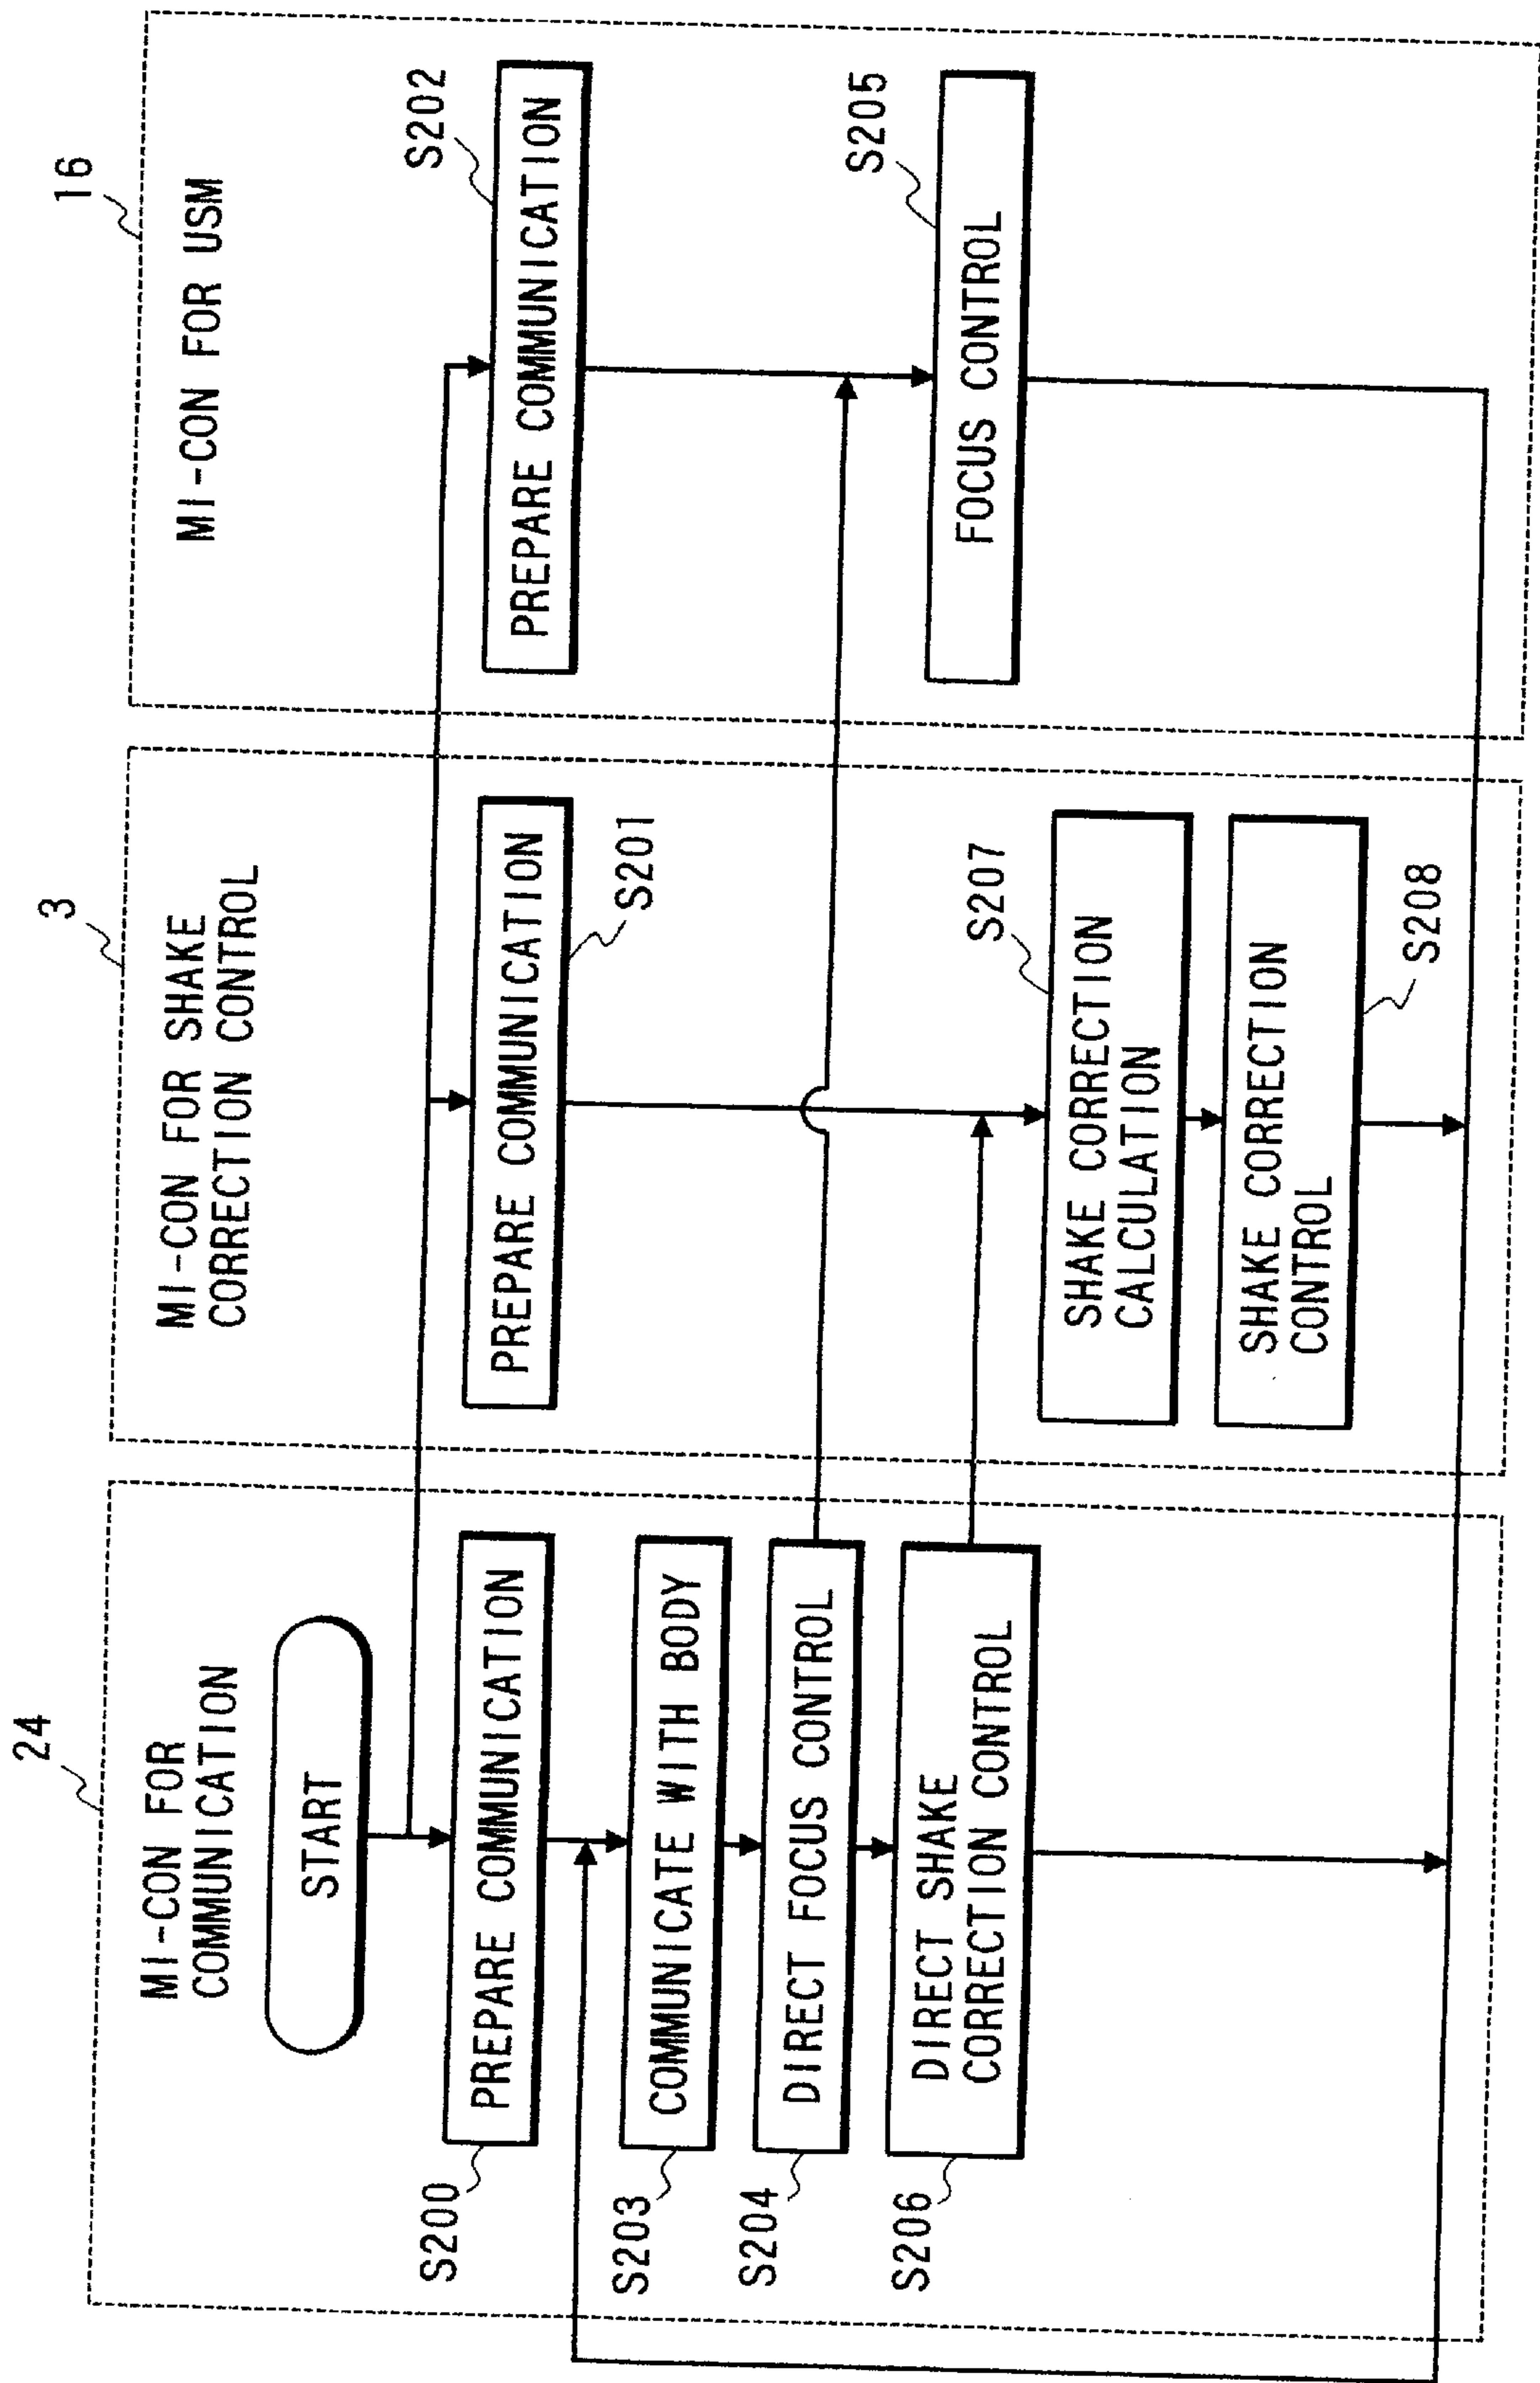 24
MI-CON FOR
COMMUNICATION
START
S200
PREPARE COMMUNICATION
S203
COMMUNICATE WITH BODY
S204
DIRECT FOCUS CONTROL
S206
DIRECT SHAKE
CORRECTION CONTROL
3
MI-CON FOR SHAKE
CORRECTION CONTROL
PREPARE COMMUNICATION
S201
S207
SHAKE CORRECTION
CALCULATION
SHAKE CORRECTION
CONTROL
S208
16
MI-CON FOR USM
S202
PREPARE COMMUNICATION
S205
FOCUS CONTROL